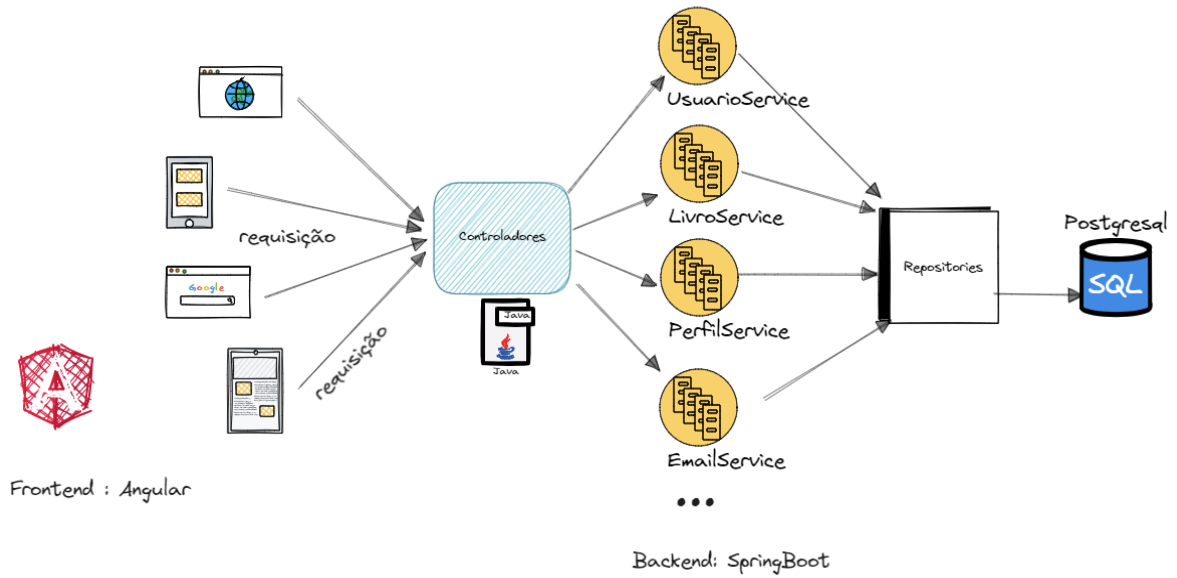 UsuarioService
LivroService
requisição
Controladores
Postgresql
Repositories
SQL
Google
Java
PerfilService
requisição
Java
A
EmailService
Frontend : Angular
...
Backend: SpringBoot